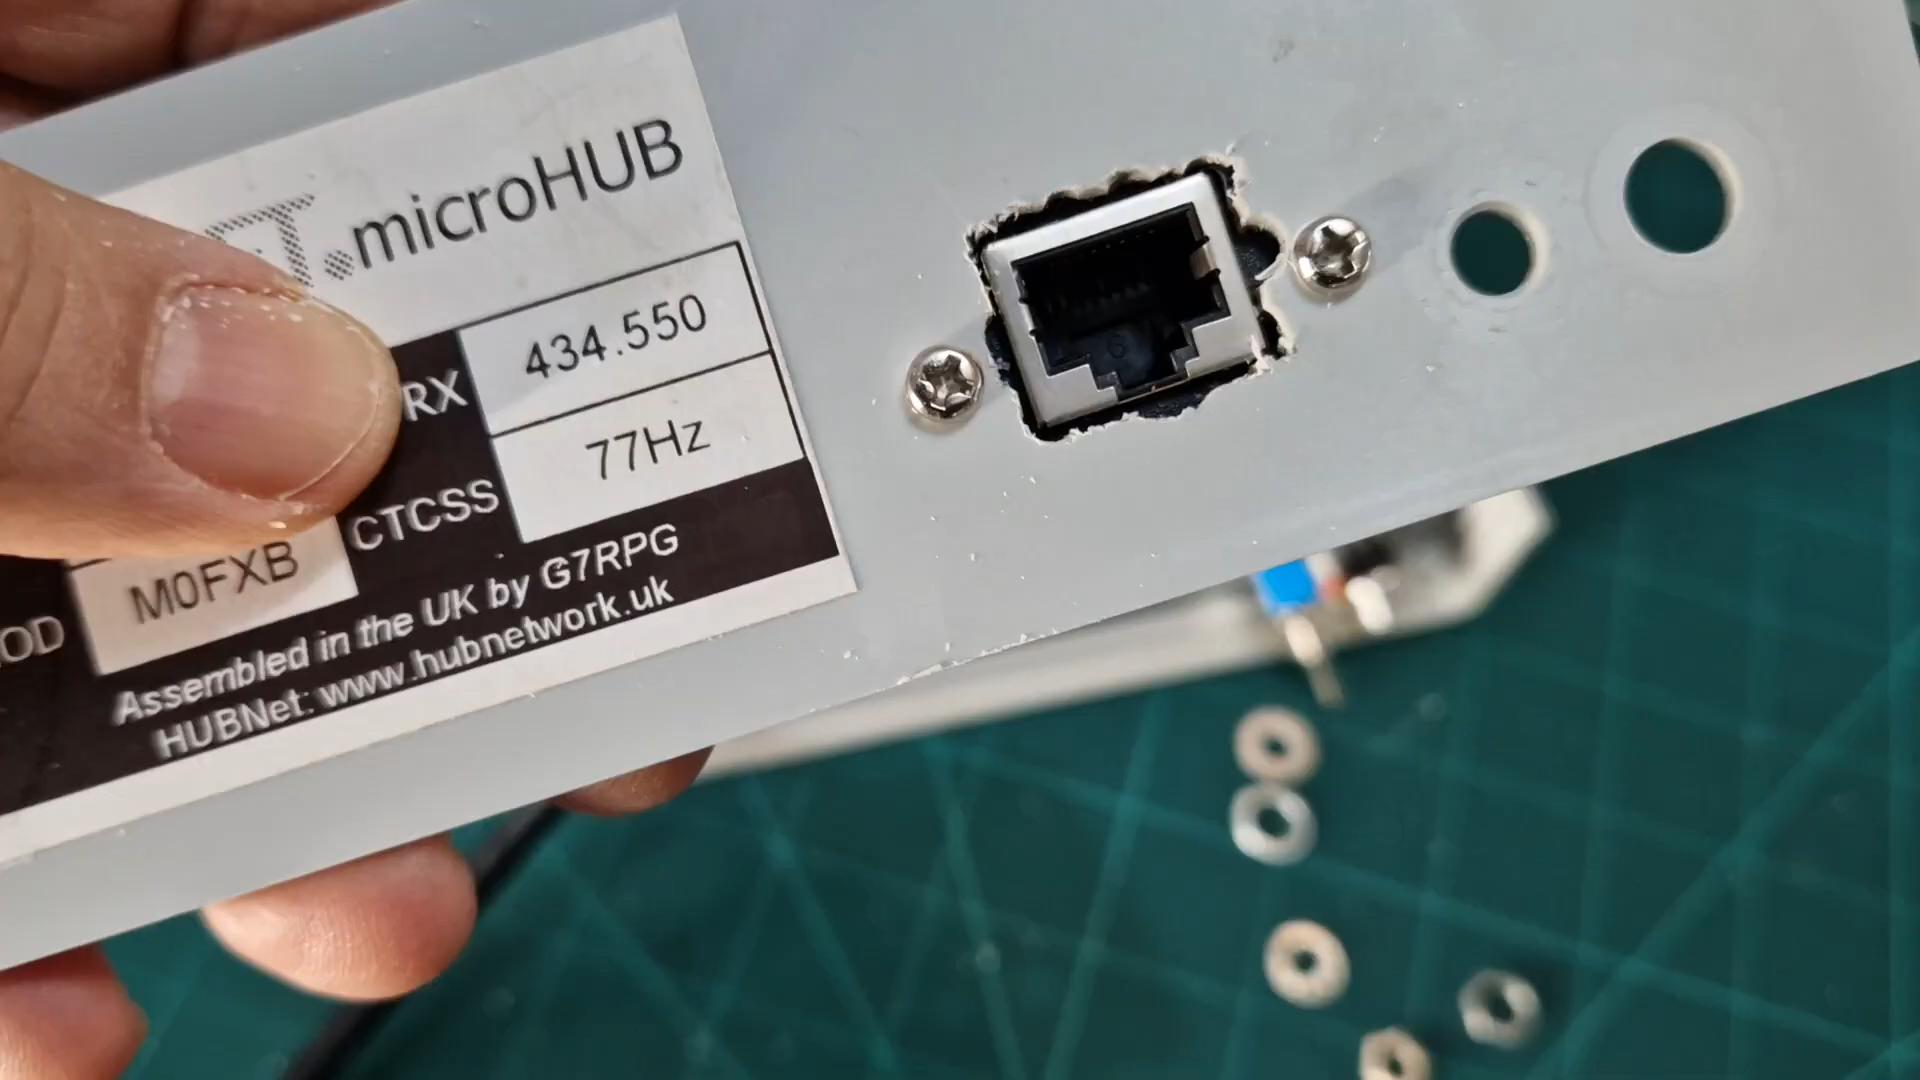 microHUB
RX 434.550
CTCSS 77Hz
M0FXB
Assembled in the UK by G7RPG
HUBNet: www.hubnetwork.uk